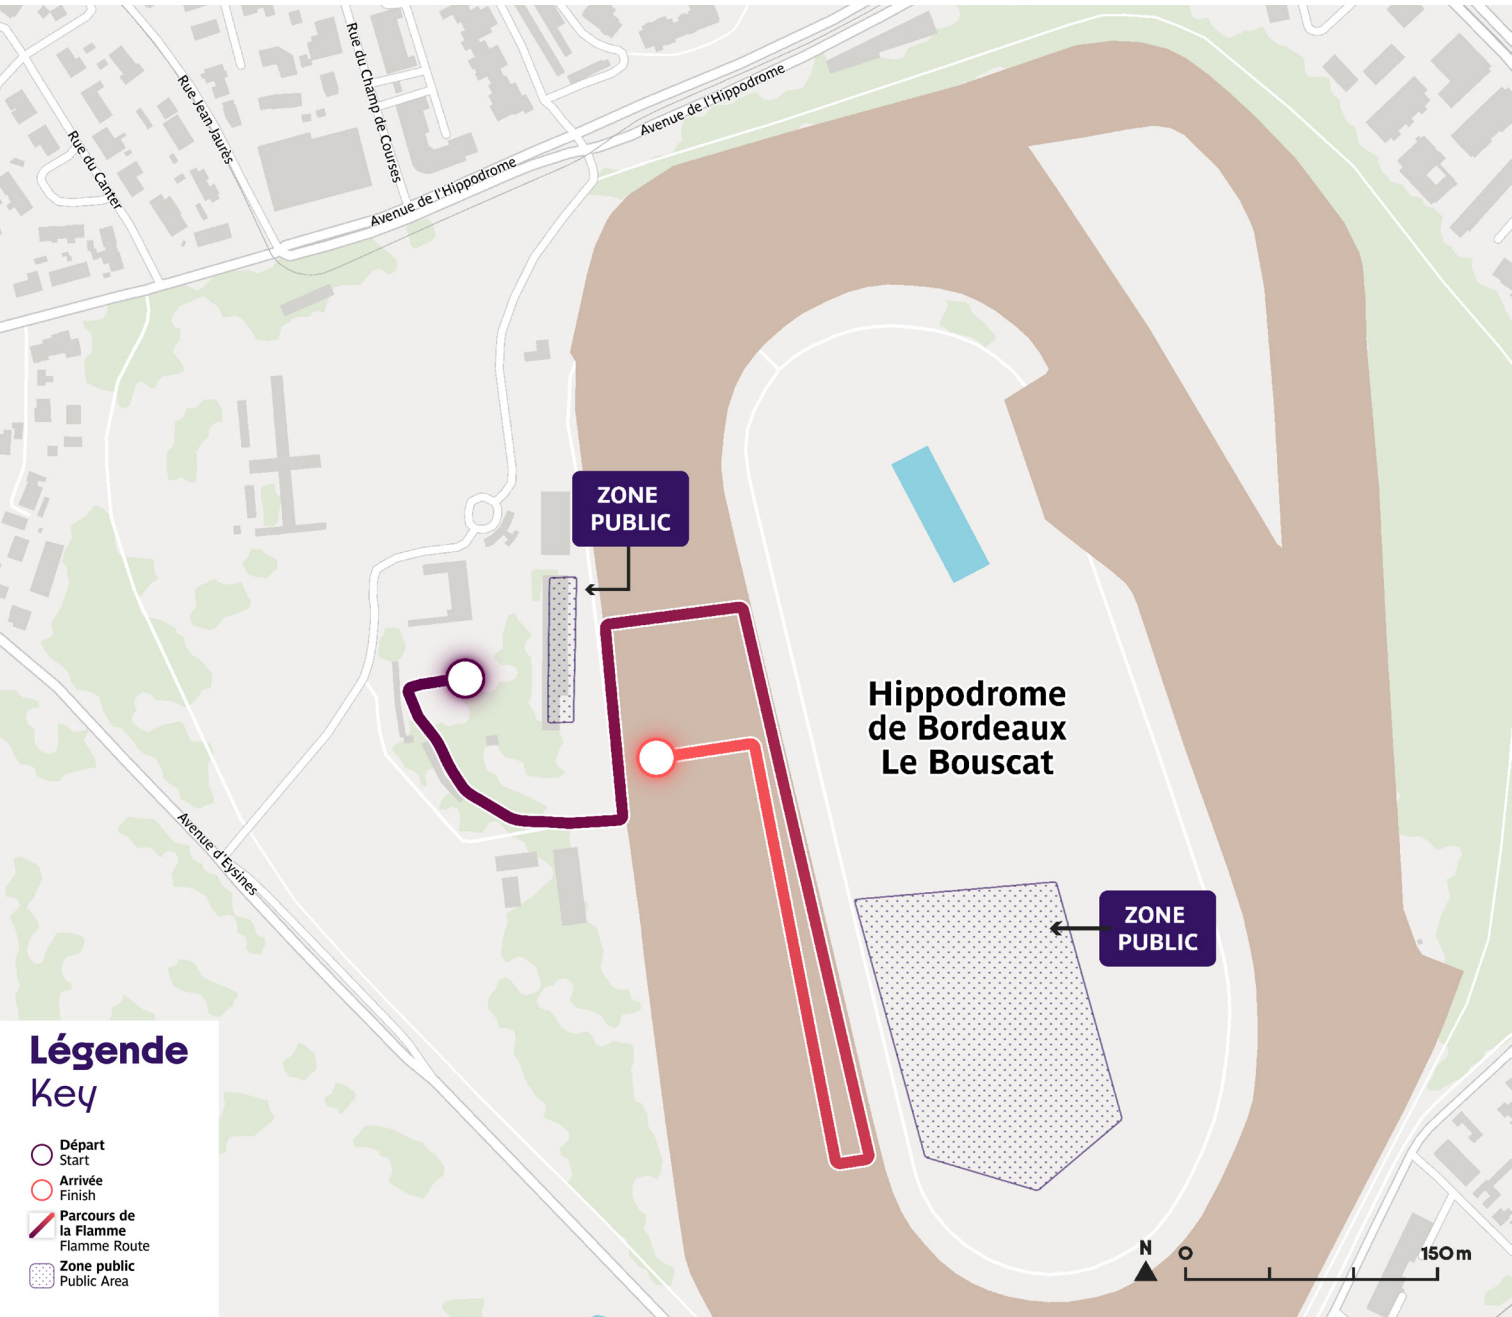 Rue du Champ de Courses
Rue Jean Jaurès
Rue du Canter
Avenue de l'Hippodrome
Avenue de l'Hippodrome
ZONE
PUBLIC
Hippodrome
de Bordeaux
Le Bouscat
Avenue d'Eysines
ZONE
PUBLIC
Légende
Key
Départ
Start
Arrivée
Finish
Parcours de
la Flamme
Flamme Route
Zone public
Public Area
N
0
150 m